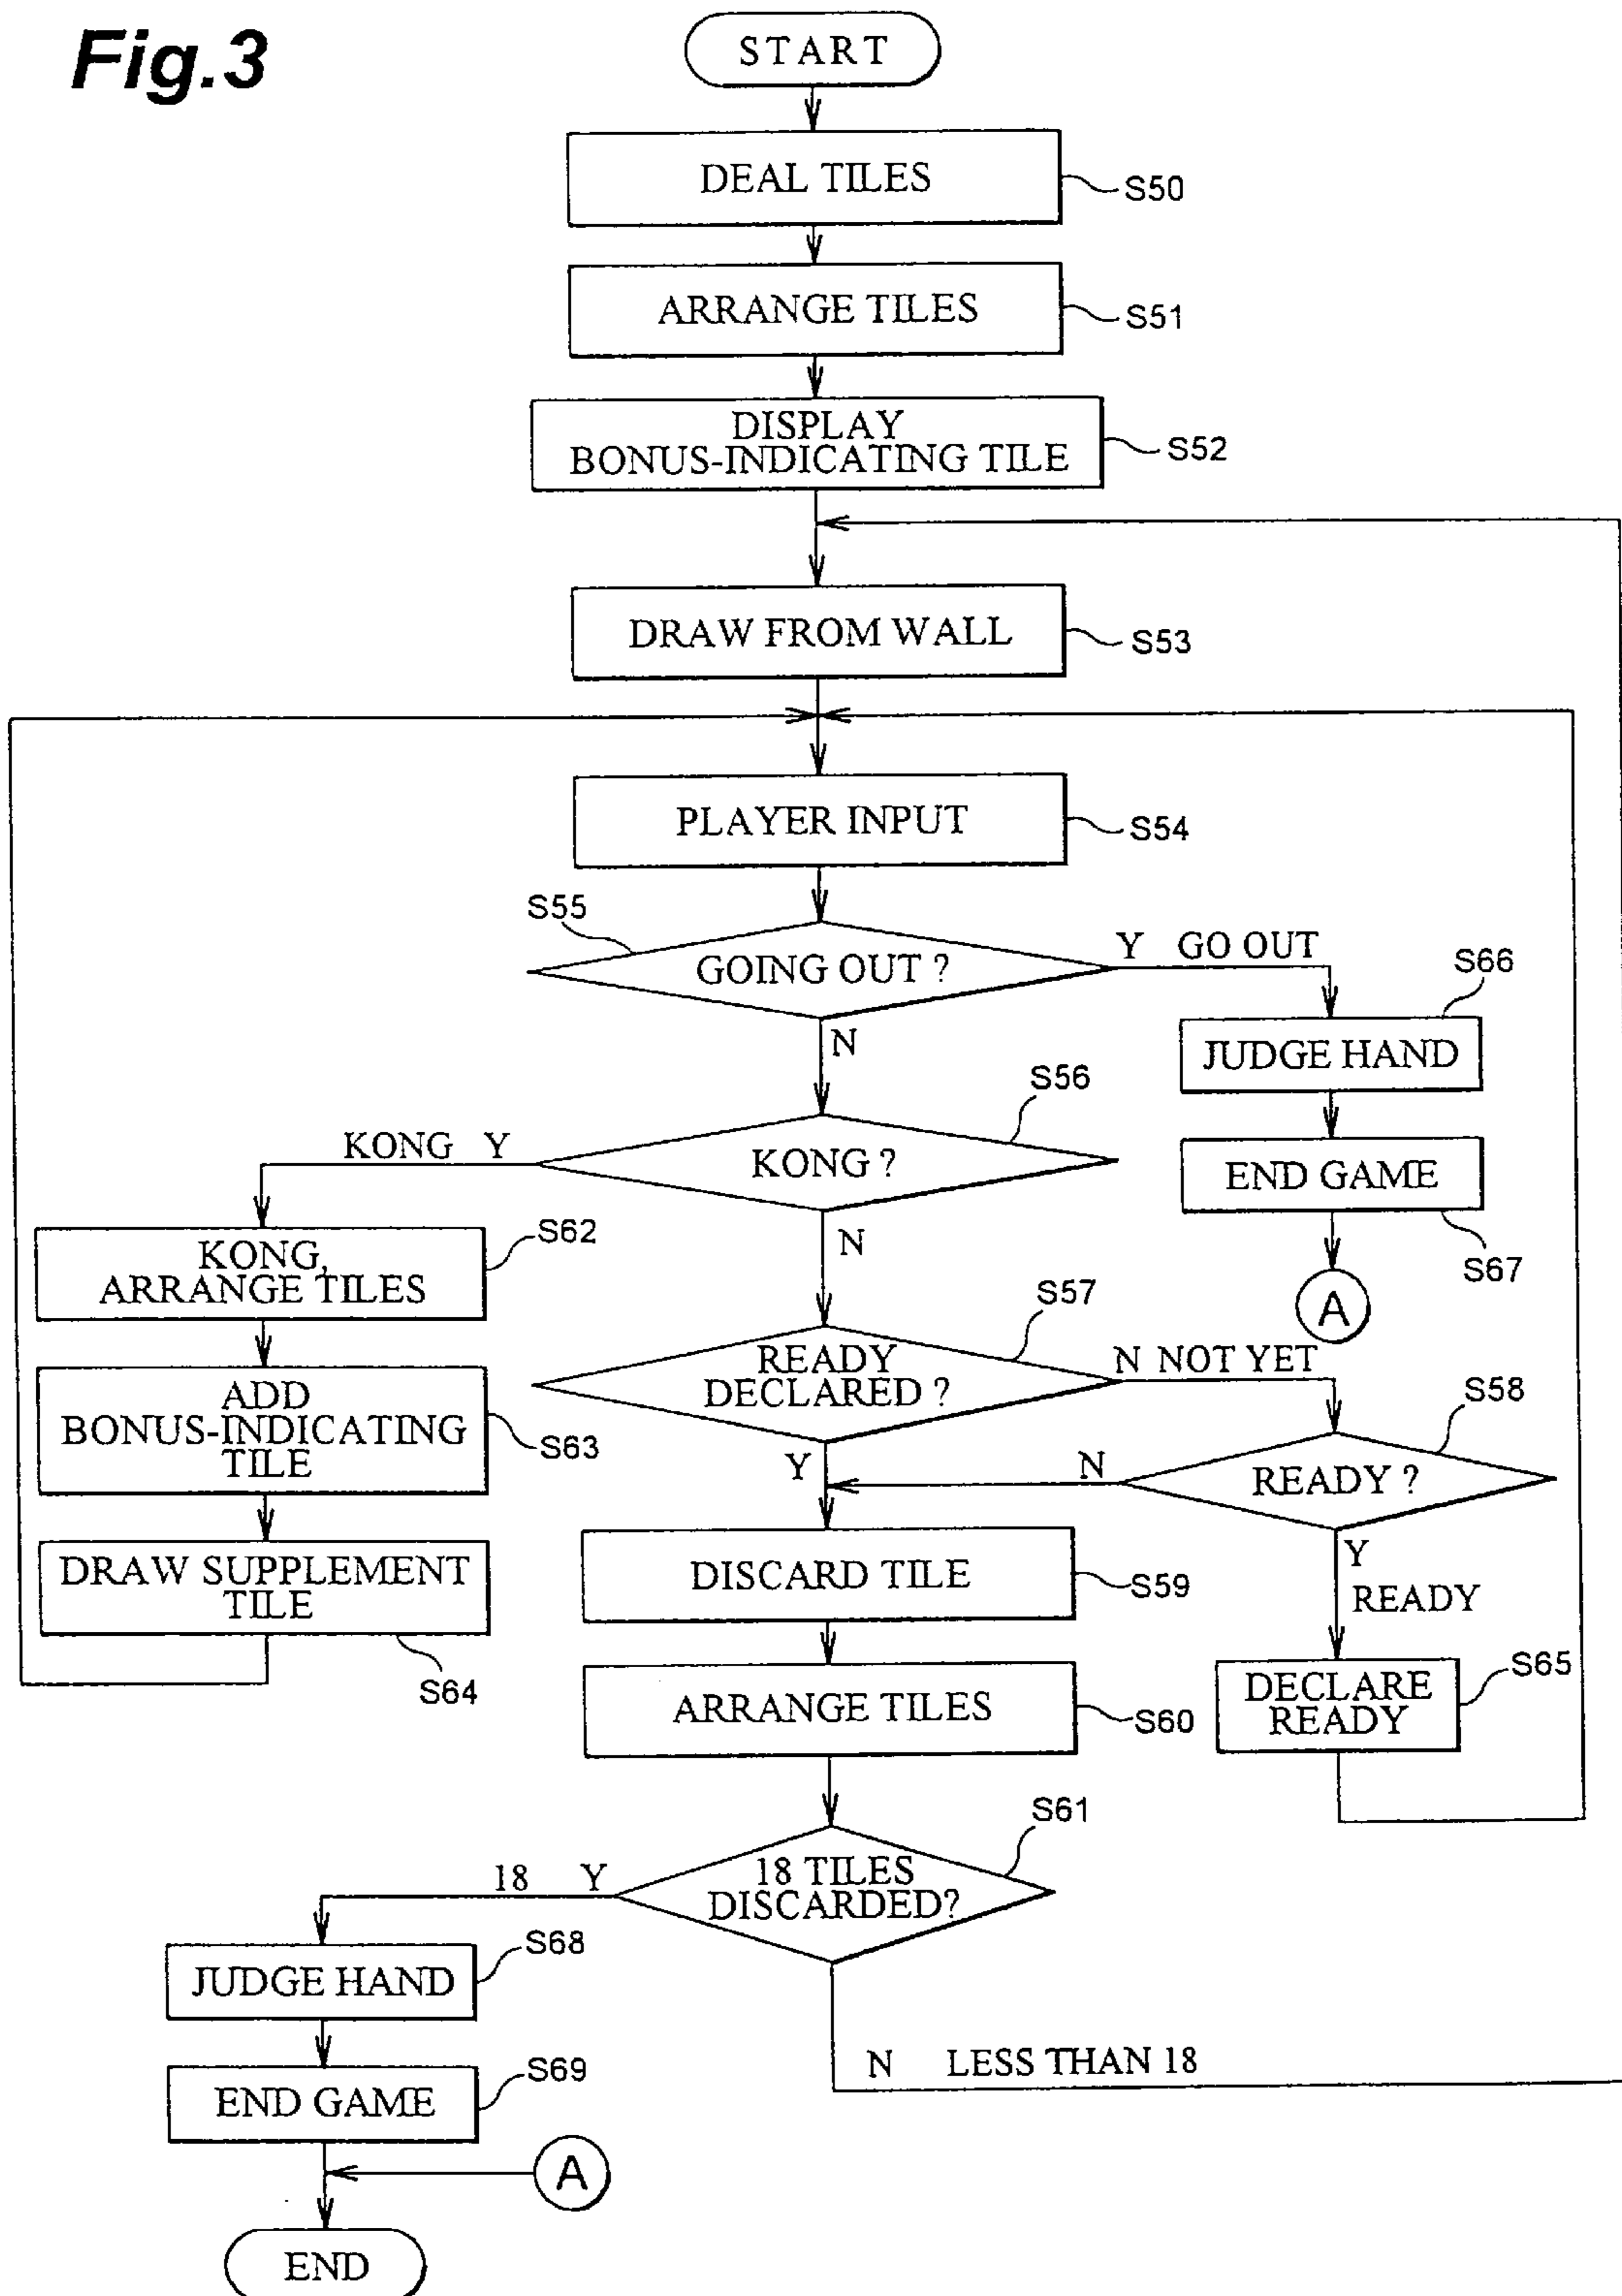 Fig.3
START
DEAL TILES
S50
ARRANGE TILES
S51
DISPLAY
BONUS-INDICATING TILE
S52
DRAW FROM WALL
S53
PLAYER INPUT
S54
S55
GOING OUT ?
Y GO OUT
N
S66
JUDGE HAND
END GAME
S67
A
S56
KONG ?
KONG Y
N
KONG,
ARRANGE TILES
S62
ADD
BONUS-INDICATING
TILE
S63
DRAW SUPPLEMENT
TILE
S64
S57
READY
DECLARED ?
N NOT YET
Y
S58
READY ?
N
Y
READY
DECLARE
READY
S65
DISCARD TILE
S59
ARRANGE TILES
S60
S61
18 TILES
DISCARDED?
18 Y
N LESS THAN 18
JUDGE HAND
S68
END GAME
S69
A
END